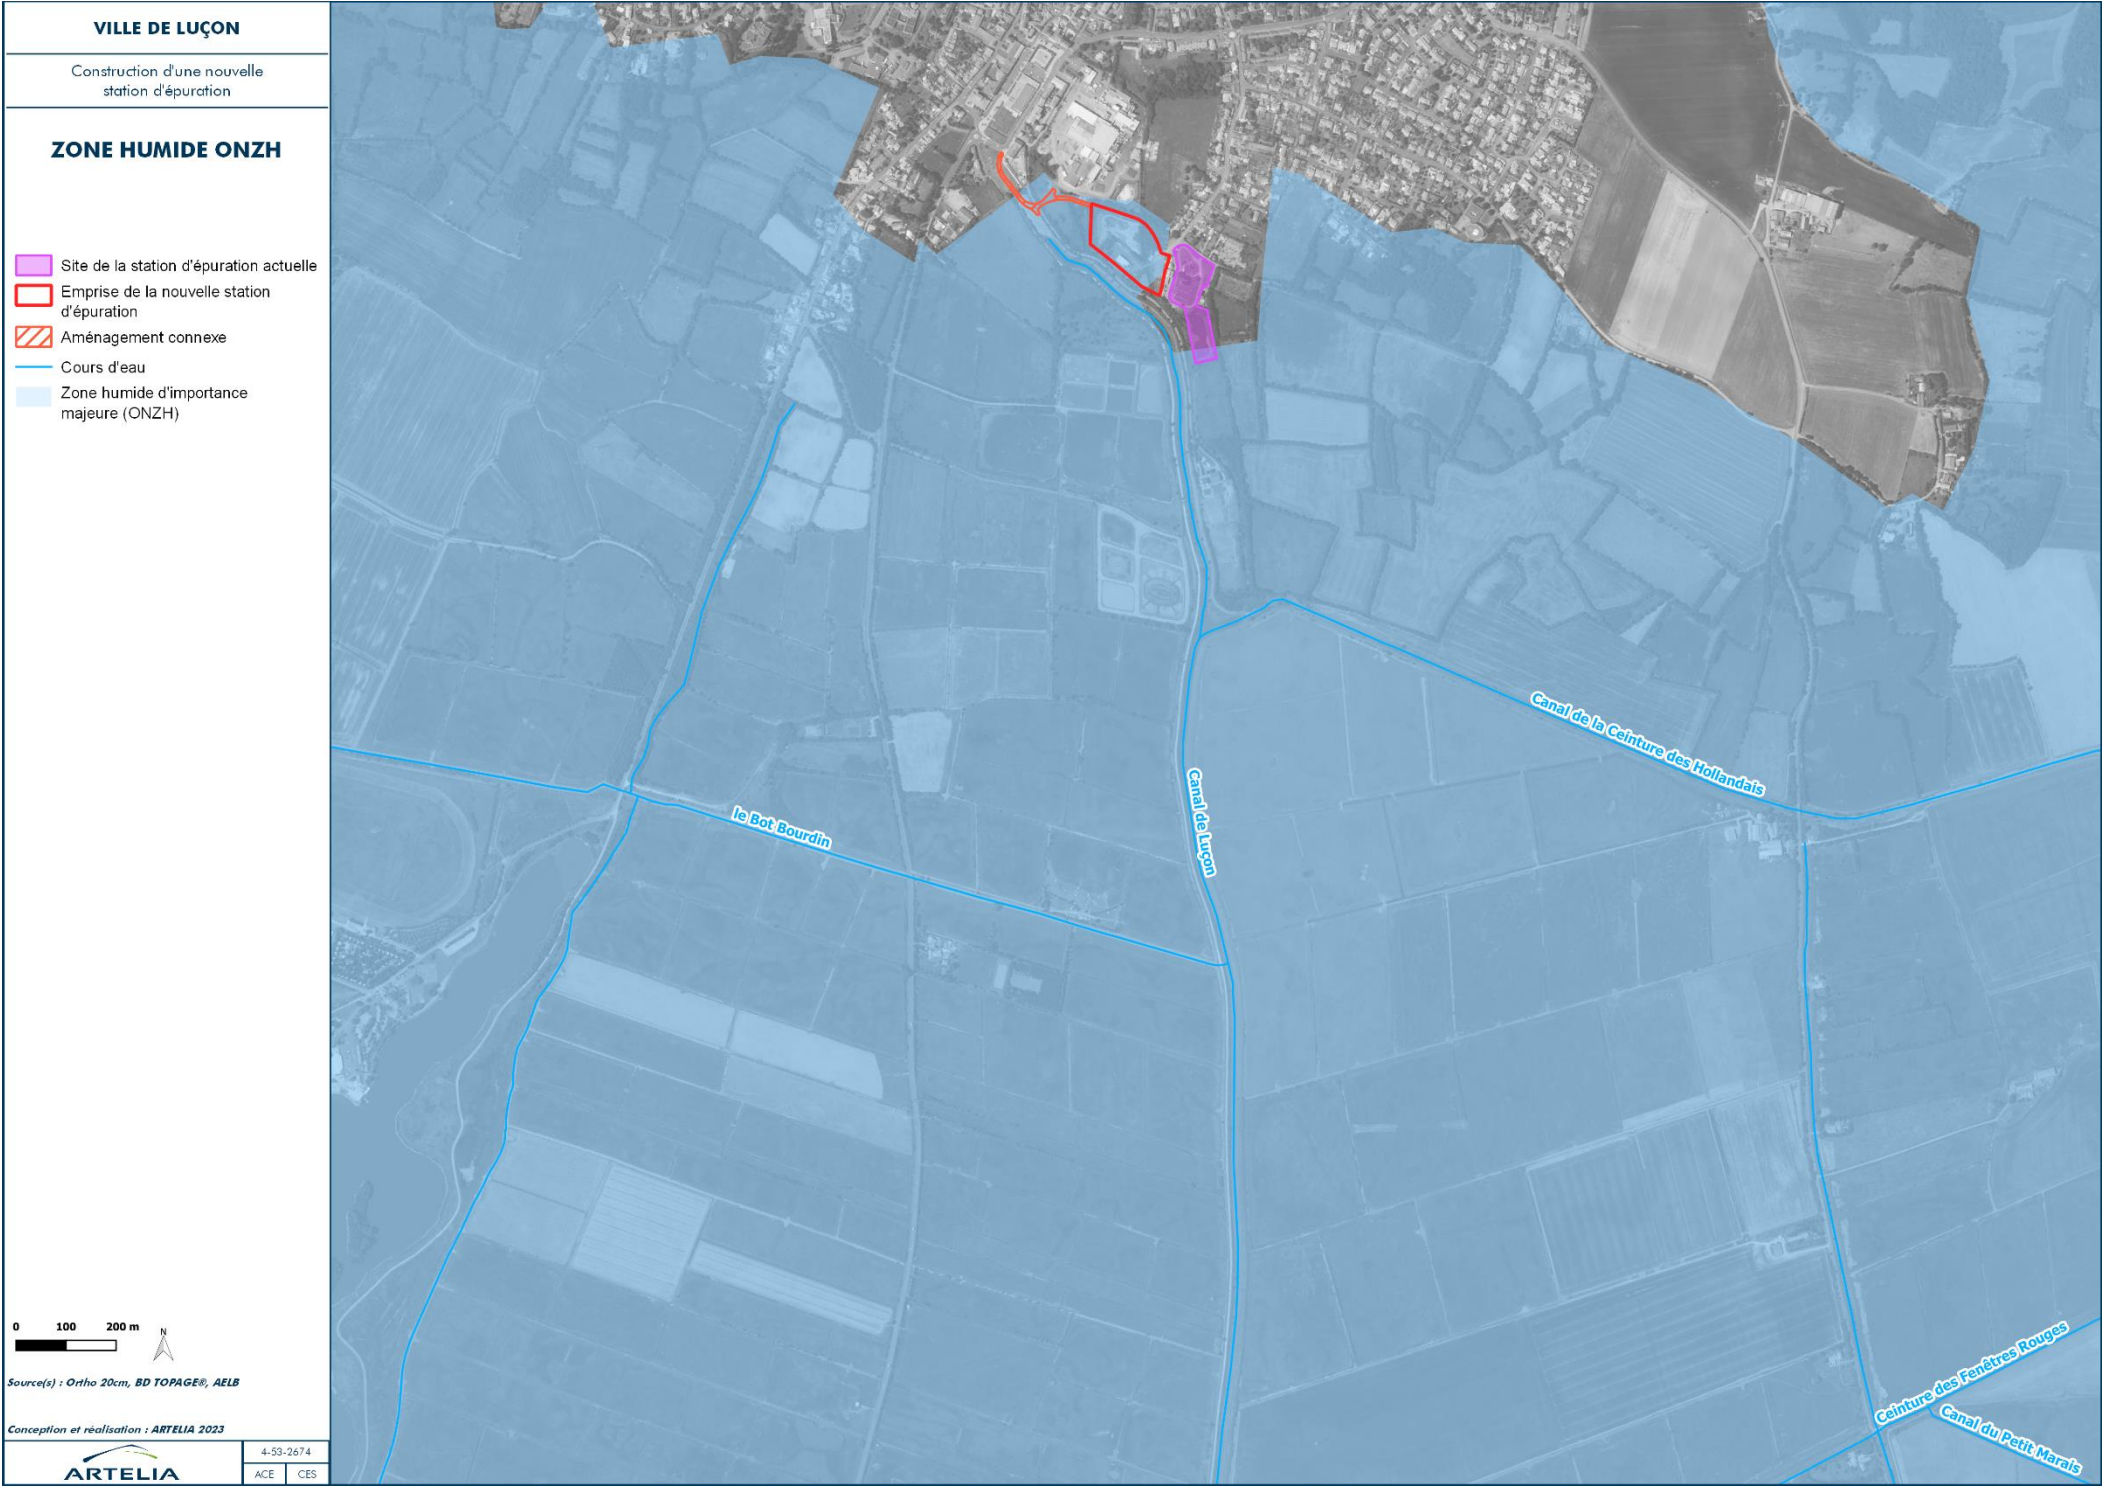 VILLE DE LUÇON
Construction d'une nouvelle
station d'épuration
ZONE HUMIDE ONZH
Site de la station d'épuration actuelle
Emprise de la nouvelle station
d'épuration
Aménagement connexe
Cours d'eau
Zone humide d'importance
majeure (ONZH)
Canal de la Ceinture des Hollandais
Canal de Luçon
le Bot Bourdin
Ceinture des Fenêtres Rouges
Canal du Petit Marais
0 100 200 m
N
Source(s) : Ortho 20cm, BD TOPAGE®, AELB
Conception et réalisation : ARTELIA 2023
ARTELIA
4-53-2674
ACE CES